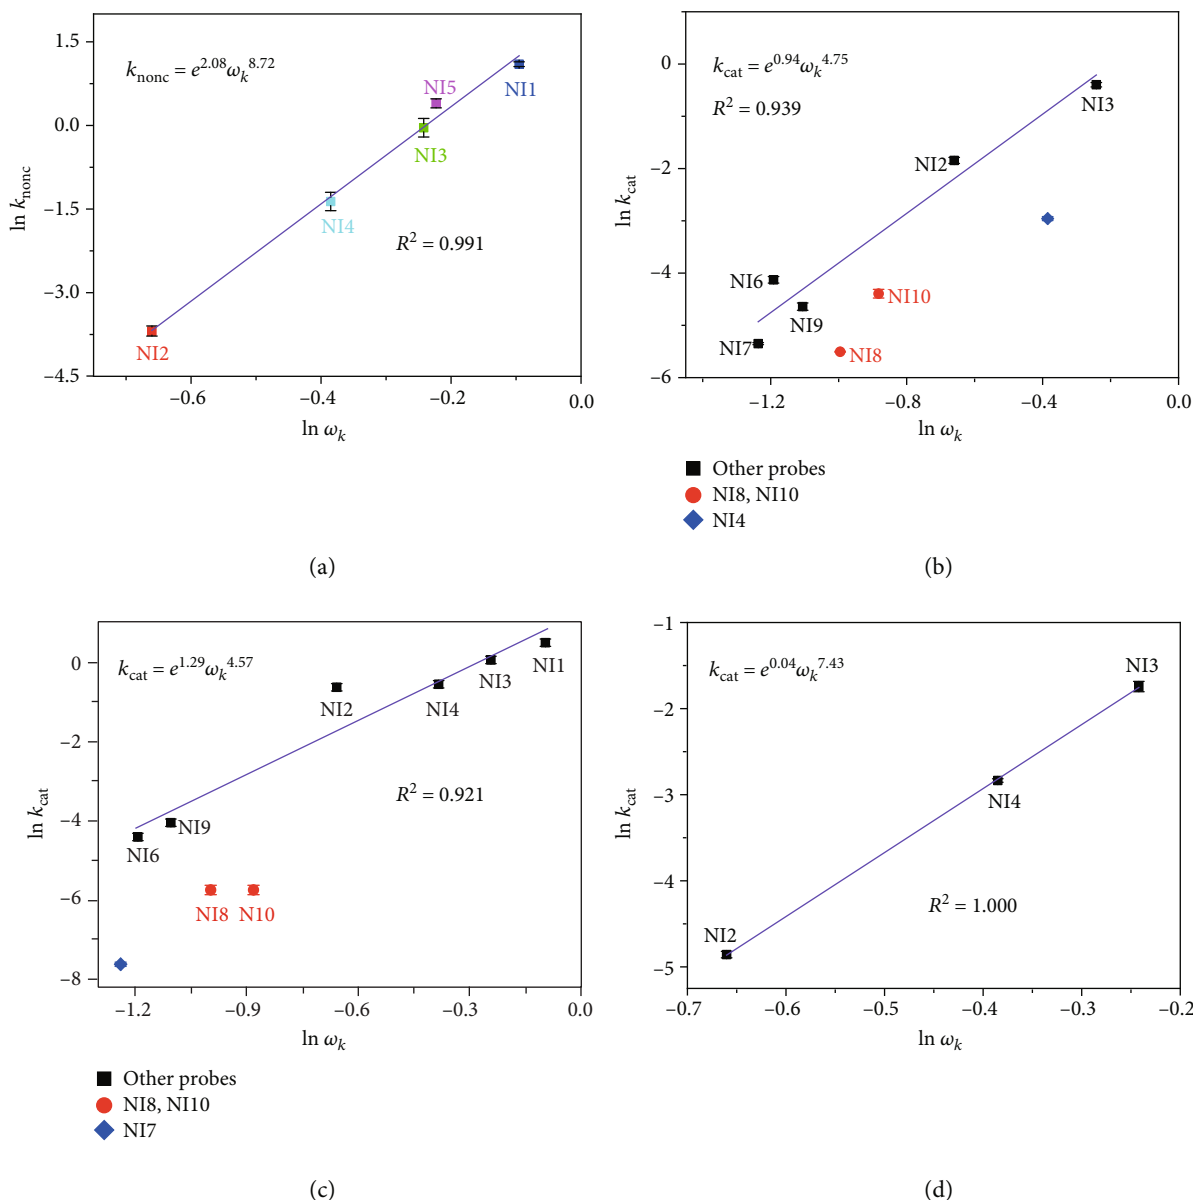 1.5
0.0
−1.5
−3.0
−4.5
ln k_nonc
k_nonc = e^2.08 ω_k^8.72
NI5
NI1
NI3
NI4
R² = 0.991
NI2
−0.6
−0.4
−0.2
0.0
ln ω_k
(a)
0
−2
−4
−6
ln k_cat
k_cat = e^0.94 ω_k^4.75
R² = 0.939
NI3
NI2
NI6
NI10
NI9
NI7
NI8
−1.2
−0.8
−0.4
0.0
ln ω_k
Other probes
NI8, NI10
NI4
(b)
0
−2
−4
−6
−8
ln k_cat
k_cat = e^1.29 ω_k^4.57
NI1
NI3
NI2
NI4
R² = 0.921
NI9
NI6
NI8
N10
−1.2
−0.9
−0.6
−0.3
0.0
ln ω_k
Other probes
NI8, NI10
NI7
(c)
−1
−2
−3
−4
−5
ln k_cat
k_cat = e^0.04 ω_k^7.43
NI3
NI4
R² = 1.000
NI2
−0.7
−0.6
−0.5
−0.4
−0.3
−0.2
ln ω_k
(d)